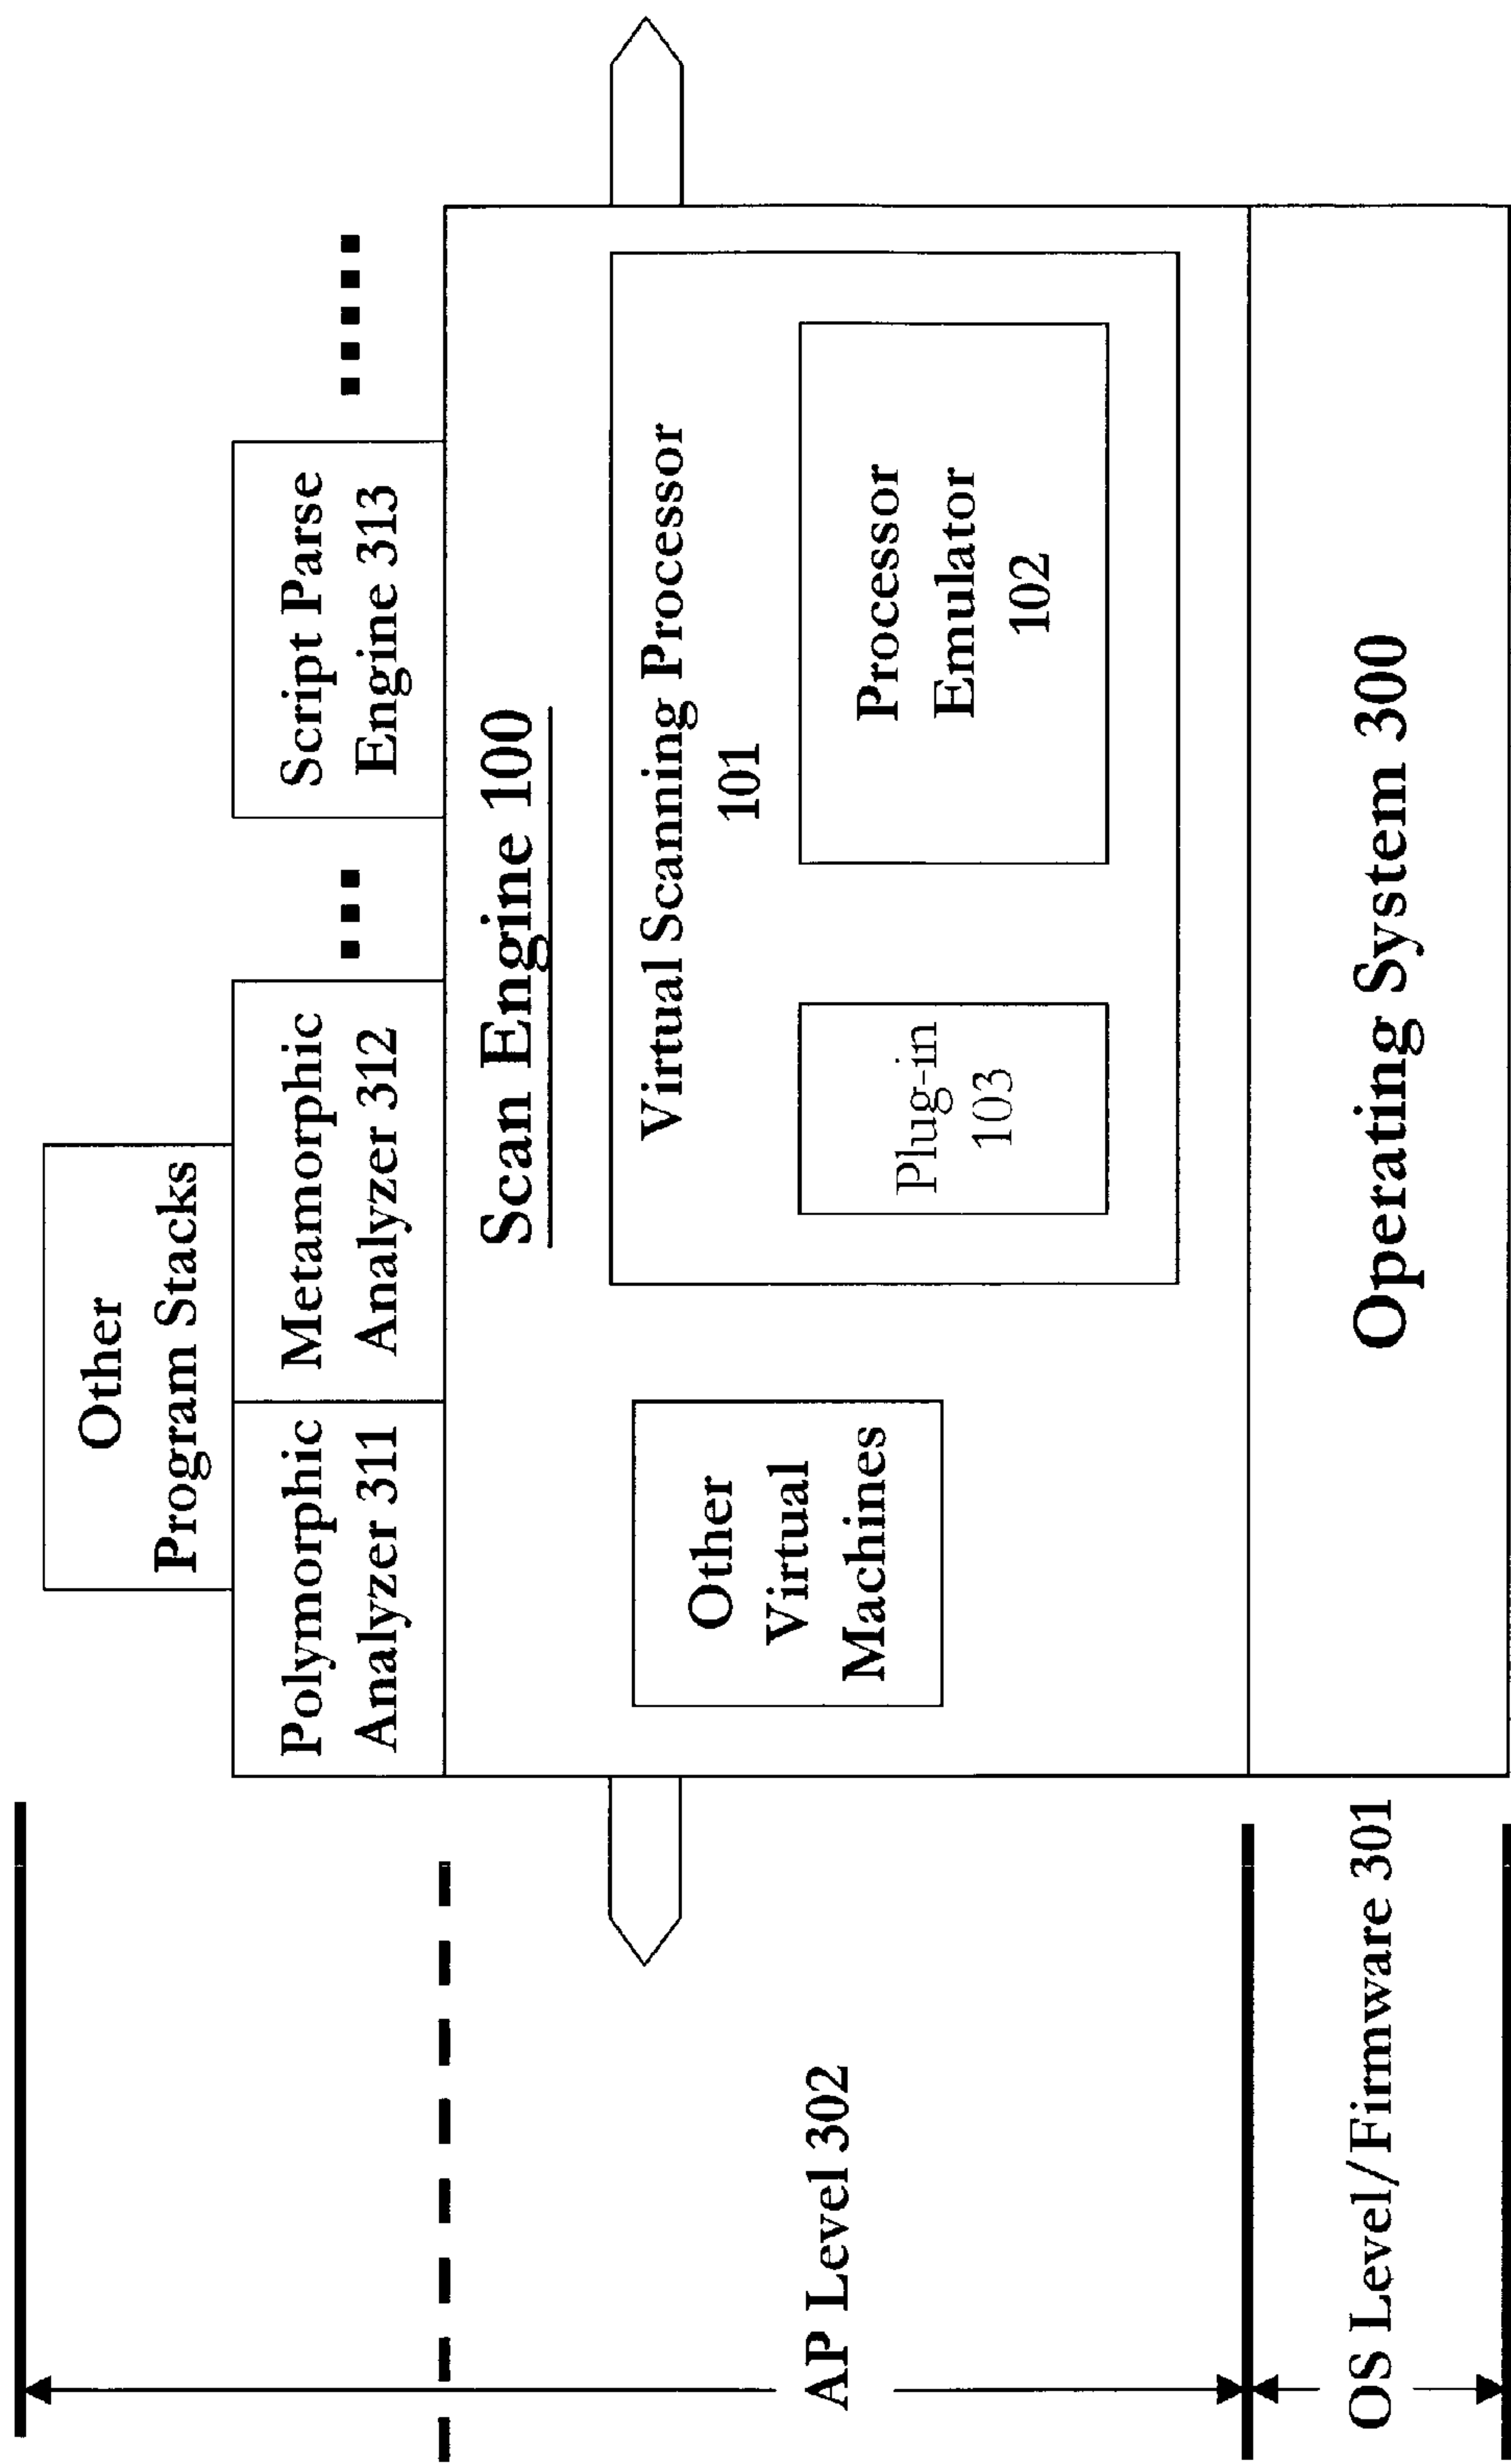 Other
Program Stacks
Polymorphic
Analyzer 311
Metamorphic
Analyzer 312
Script Parse
Engine 313
Scan Engine 100
Other
Virtual
Machines
Virtual Scanning Processor
101
Plug-in
103
Processor
Emulator
102
AP Level 302
OS Level/Firmware 301
Operating System 300